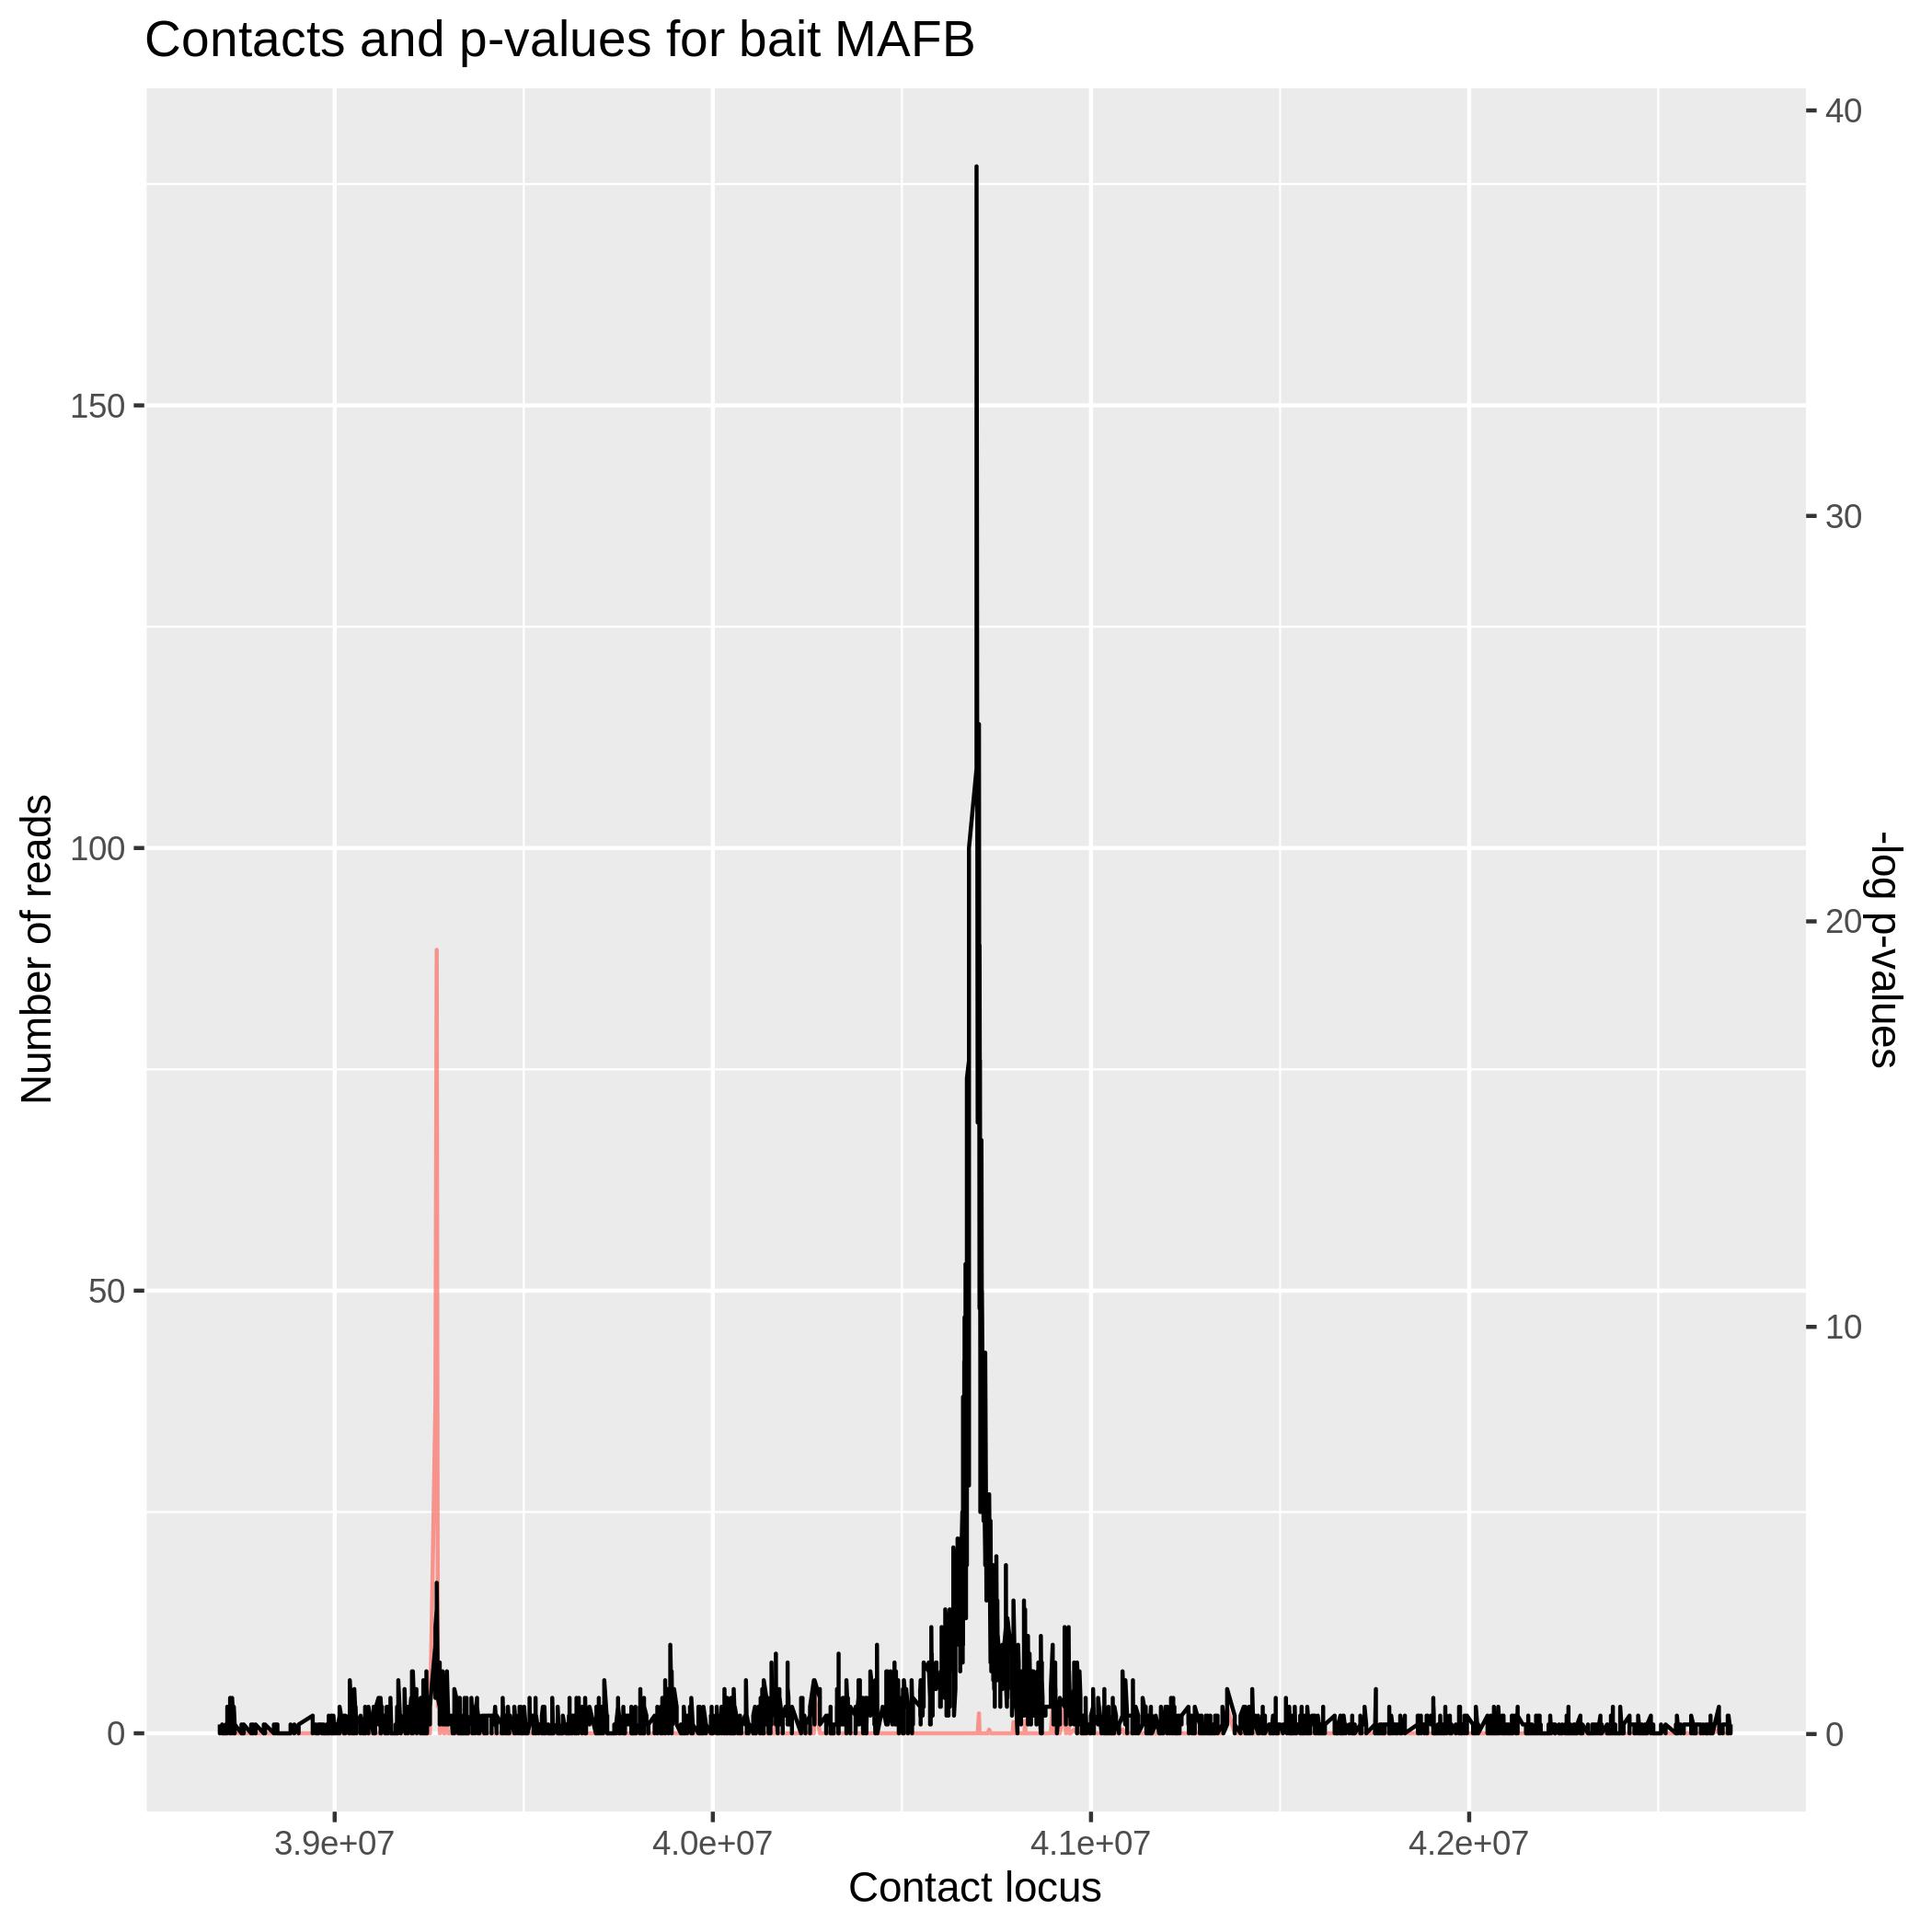 Contacts and p-values for bait MAFB
Number of reads
150
100
50
0
40
30
20
10
0
-log p-values
3.9e+07
4.0e+07
4.1e+07
4.2e+07
Contact locus